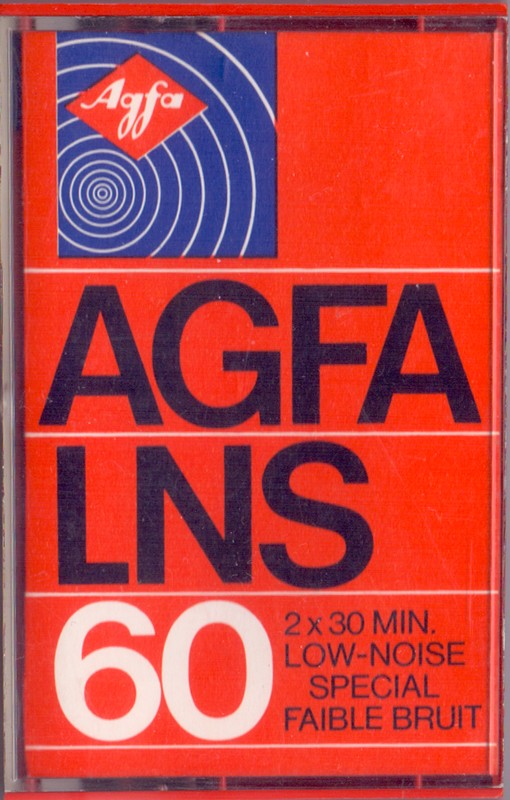 Agfa
AGFA
LNS
60
2 x 30 MIN.
LOW-NOISE
SPECIAL
FAIBLE BRUIT